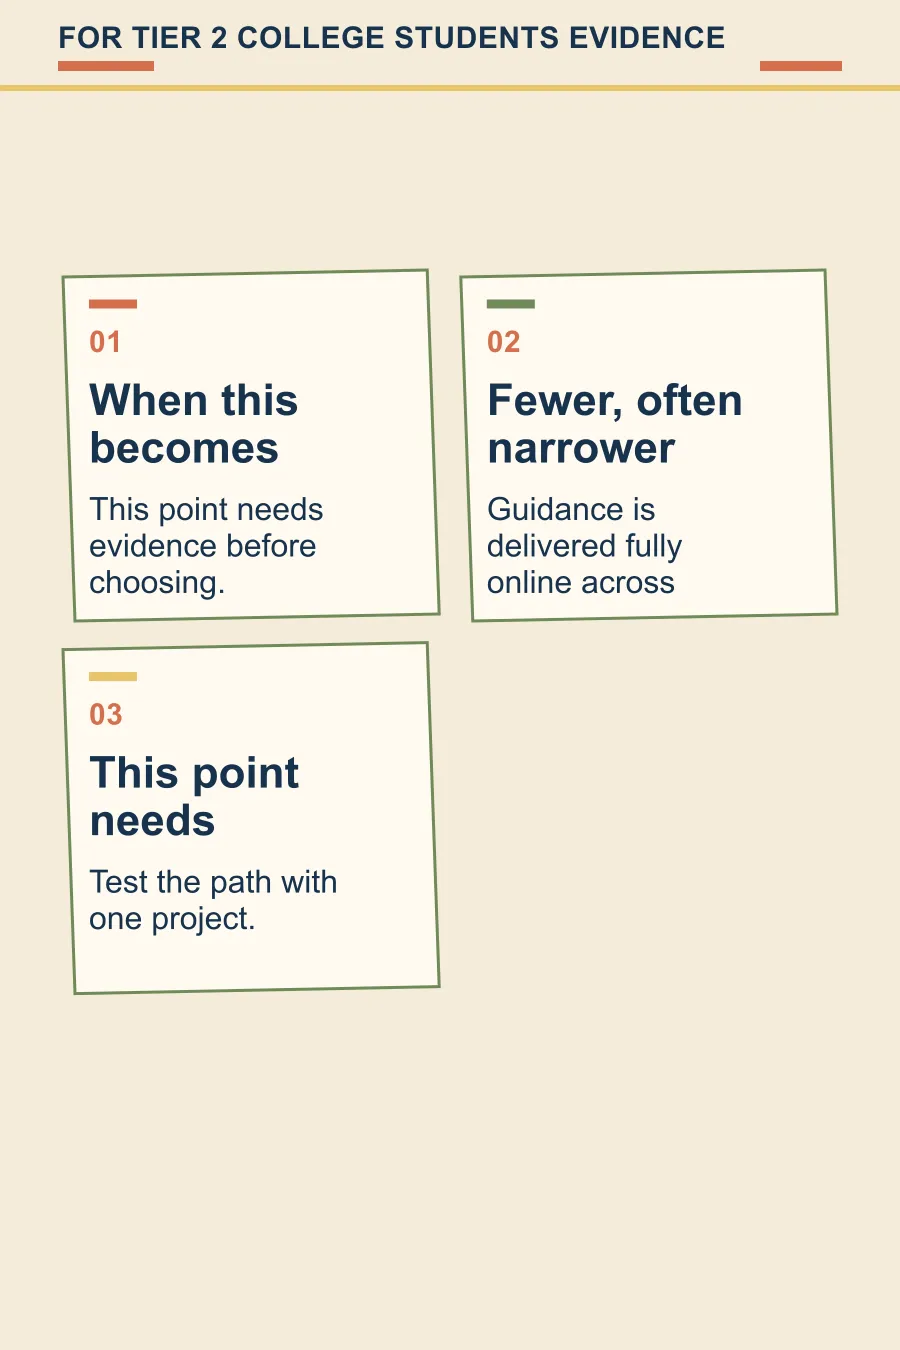 FOR TIER 2 COLLEGE STUDENTS EVIDENCE
01
When this
becomes
This point needs
evidence before
choosing.
02
Fewer, often
narrower
Guidance is
delivered fully
online across
03
This point
needs
Test the path with
one project.